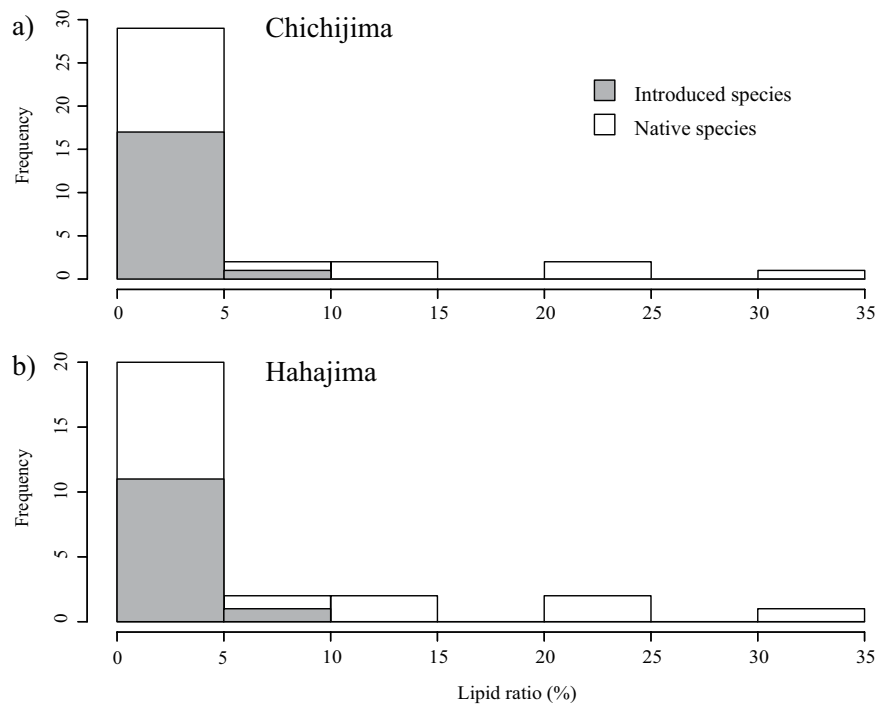 a)
Chichijima
Introduced species
Native species
Frequency
30
25
20
15
10
5
0
0 5 10 15 20 25 30 35
b)
Hahajima
Frequency
20
15
10
5
0
0 5 10 15 20 25 30 35
Lipid ratio (%)